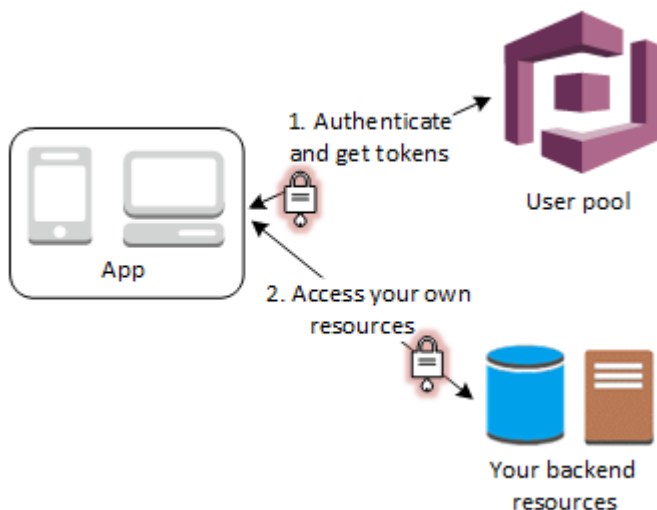 1. Authenticate
and get tokens
User pool
App
2. Access your own
resources
Your backend
resources